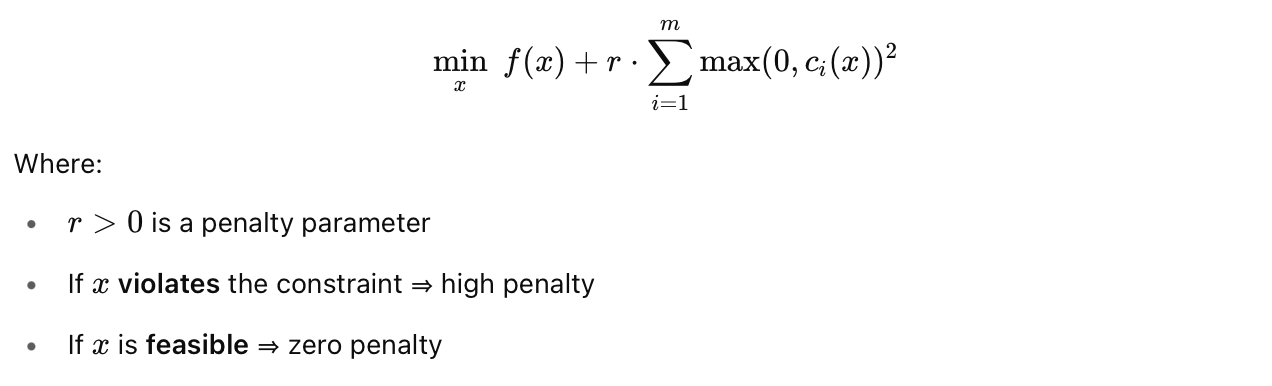 min_x f(x) + r · ∑_{i=1}^{m} max(0, c_i(x))²
Where:
• r > 0 is a penalty parameter
• If x violates the constraint ⇒ high penalty
• If x is feasible ⇒ zero penalty